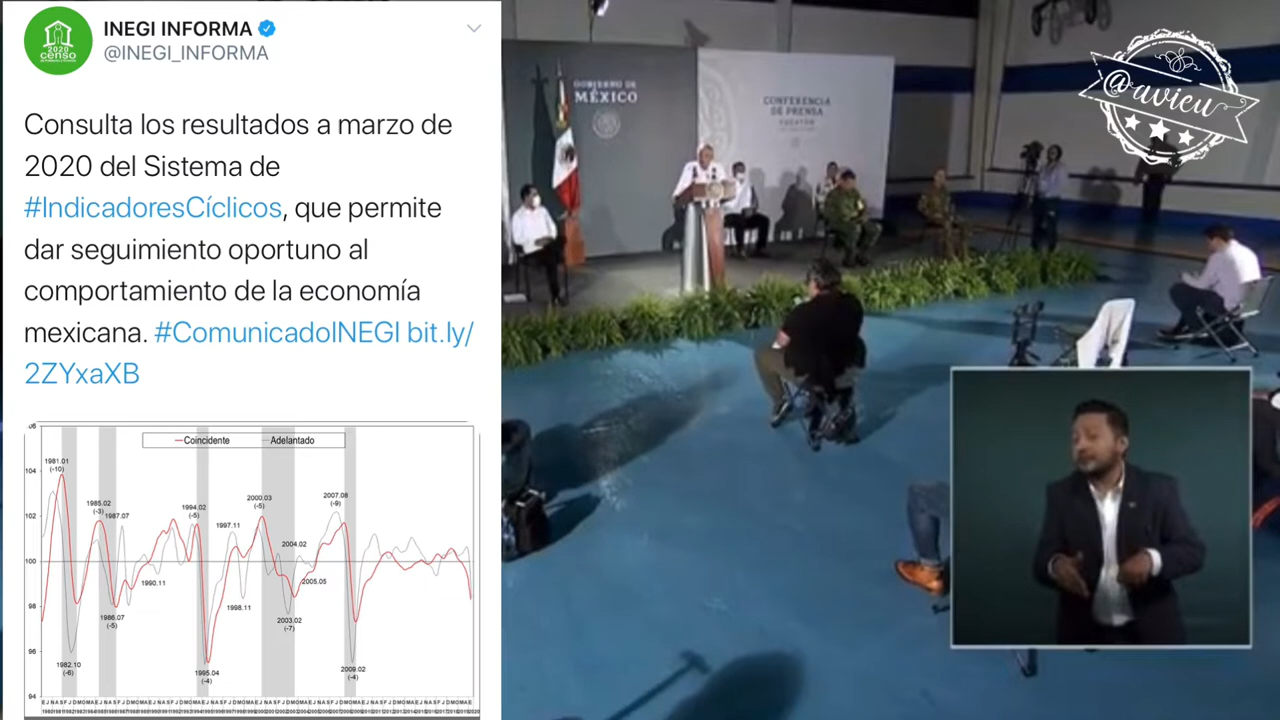 INEGI INFORMA
@INEGI_INFORMA
2020
censo
Consulta los resultados a marzo de
2020 del Sistema de
#IndicadoresCíclicos, que permite
dar seguimiento oportuno al
comportamiento de la economía
mexicana. #ComunicadoINEGI bit.ly/
2ZYxaXB
Coincidente
Adelantado
104
102
100
98
96
94
1981.01
(-10)
1985.02
(-3)
1987.07
1994.02
(-5)
1997.11
2000.03
(-5)
2004.02
2007.08
(-9)
1990.11
1986.07
(-5)
1982.10
(-6)
1995.04
(-4)
1998.11
2003.02
(-7)
2005.05
2009.02
(-4)
GOBIERNO DE
MÉXICO
CONFERENCIA
DE PRENSA
@avieu